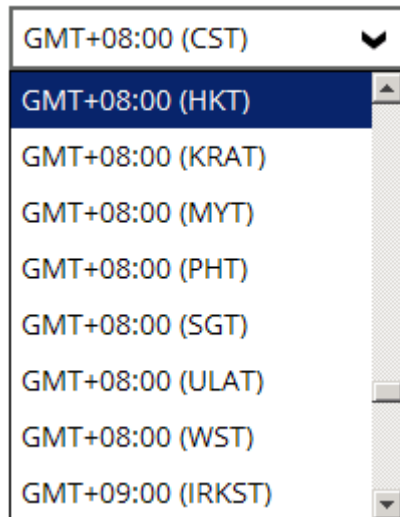 GMT+08:00 (CST)
GMT+08:00 (HKT)
GMT+08:00 (KRAT)
GMT+08:00 (MYT)
GMT+08:00 (PHT)
GMT+08:00 (SGT)
GMT+08:00 (ULAT)
GMT+08:00 (WST)
GMT+09:00 (IRKST)